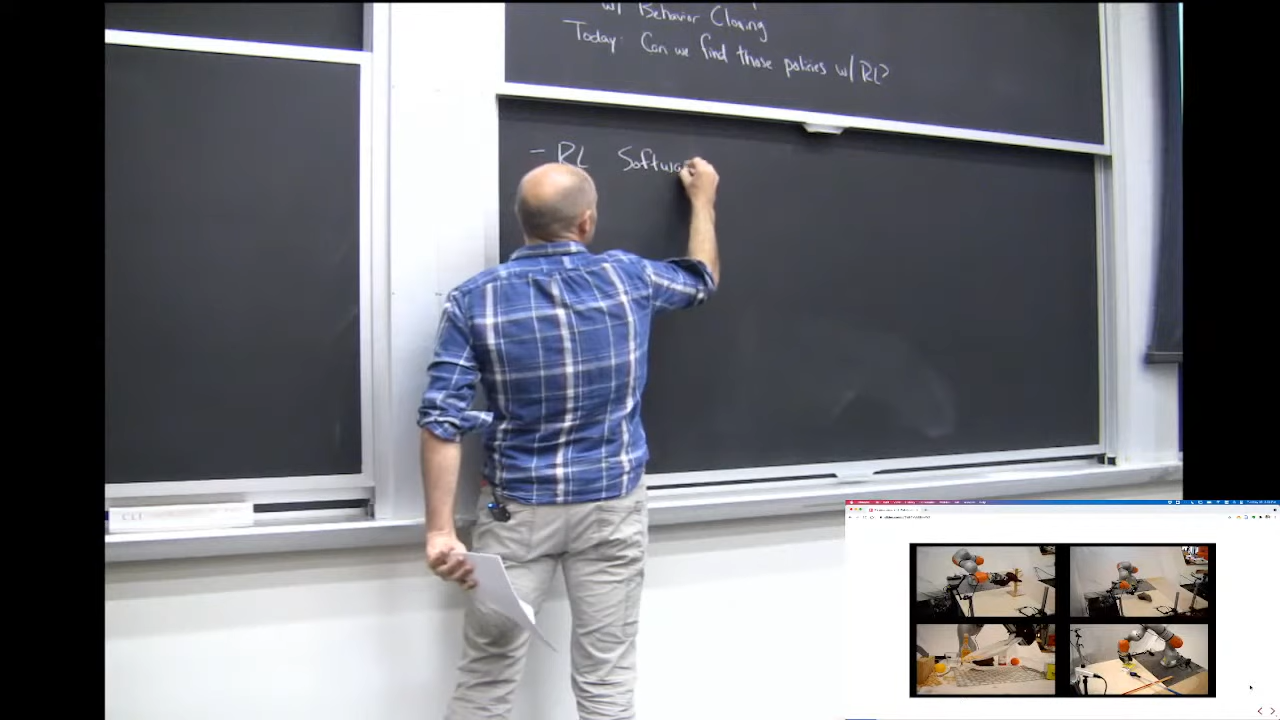 w/ Behavior Cloning
Today: Can we find those policies w/ RL?
- RL Softwa